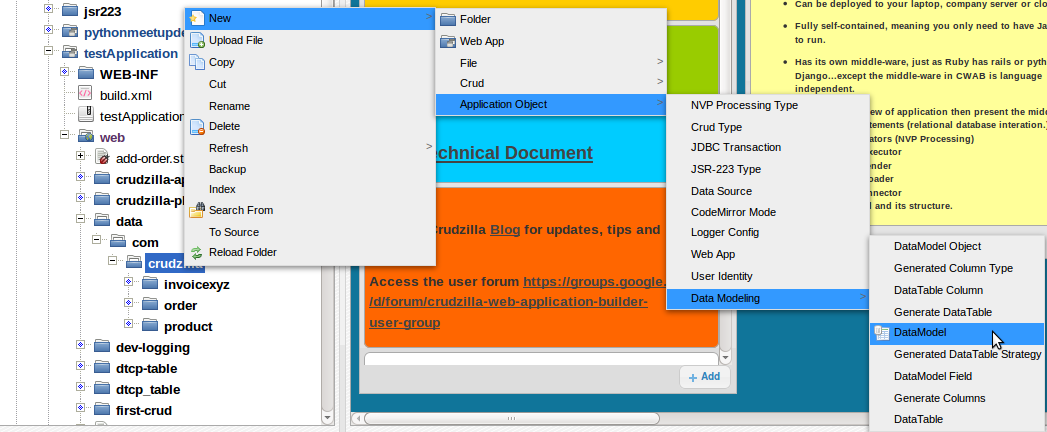 jsr223
pythonmeetupde
testApplication
WEB-INF
build.xml
testApplication
web
add-order.st
crudzilla-ap
crudzilla-pl
data
com
invoicexyz
order
product
dev-logging
dtcp-table
dtcp_table
first-crud
New >
Upload File
Copy
Cut
Rename
Delete
Refresh >
Backup
Index
Search From
To Source
Reload Folder
Folder
Web App
File >
Crud >
Application Object >
NVP Processing Type
Crud Type
JDBC Transaction
JSR-223 Type
Data Source
CodeMirror Mode
Logger Config
Web App
User Identity
Data Modeling >
DataModel Object
Generated Column Type
DataTable Column
Generate DataTable
DataModel
Generated DataTable Strategy
DataModel Field
Generate Columns
DataTable
chnical Document
Crudzilla Blog for updates, tips and
Access the user forum https://groups.google.
/d/forum/crudzilla-web-application-builder-
user-group
+ Add
Can be deployed to your laptop, company server or clo
Fully self-contained, meaning you only need to have Ja
to run.
Has its own middle-ware, just as Ruby has rails or pyth
Django...except the middle-ware in CWAB is language
independent.
ew of application then present the midd
tements (relational database interation.)
ators (NVP Processing)
xecutor
ender
oader
nnector
l and its structure.